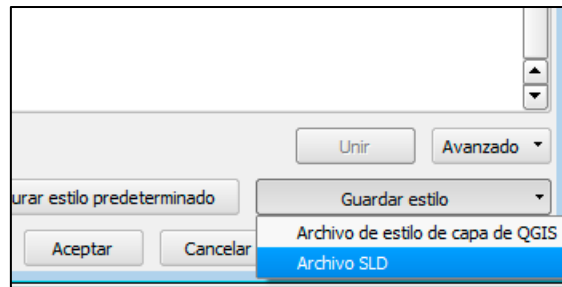 Unir Avanzado
urar estilo predeterminado Guardar estilo
Archivo de estilo de capa de QGIS
Aceptar Cancelar
Archivo SLD